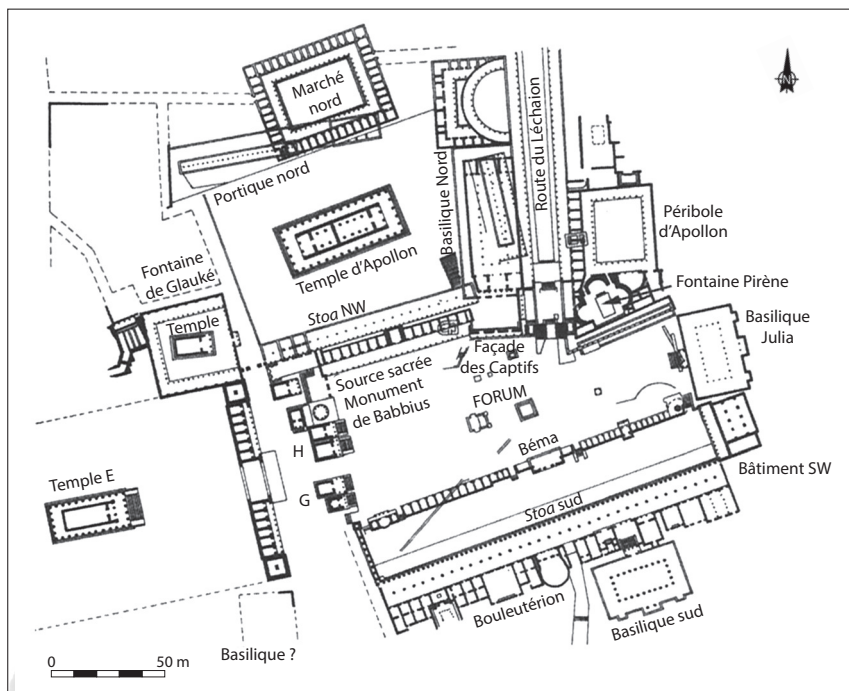 Marché
nord
N
Portique nord
Basilique Nord
Route du Léchaion
Péribole
d'Apollon
Temple d'Apollon
Fontaine
de Glauké
Fontaine Pirène
Temple
Stoa NW
Basilique
Julia
Façade
des Captifs
Source sacrée
Monument
de Babbius
FORUM
H
Béma
Temple E
G
Bâtiment SW
Stoa sud
Bouleutérion
Basilique sud
Basilique ?
0 50 m